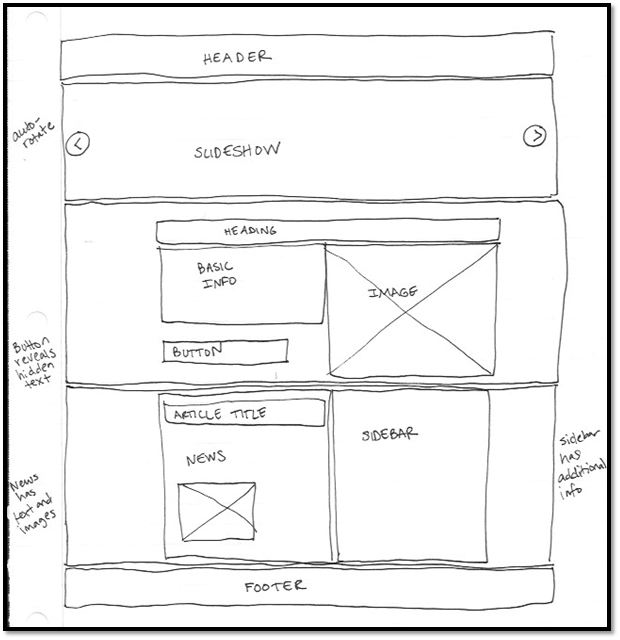 HEADER
auto-
rotate
<
>
SLIDESHOW
HEADING
BASIC
INFO
IMAGE
Button
reveals
hidden
text
BUTTON
ARTICLE TITLE
SIDEBAR
NEWS
sidebar
has
additional
info
News
has
text and
images
FOOTER